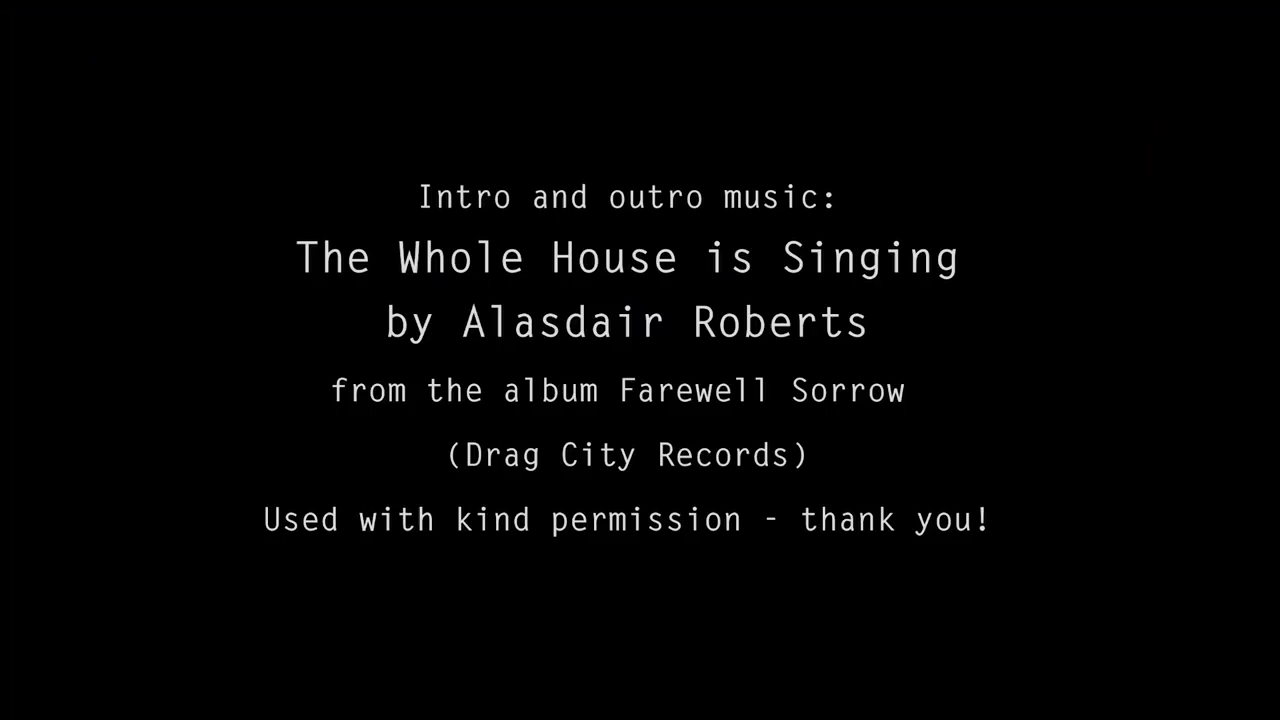 Intro and outro music:
The Whole House is Singing
by Alasdair Roberts
from the album Farewell Sorrow
(Drag City Records)
Used with kind permission - thank you!